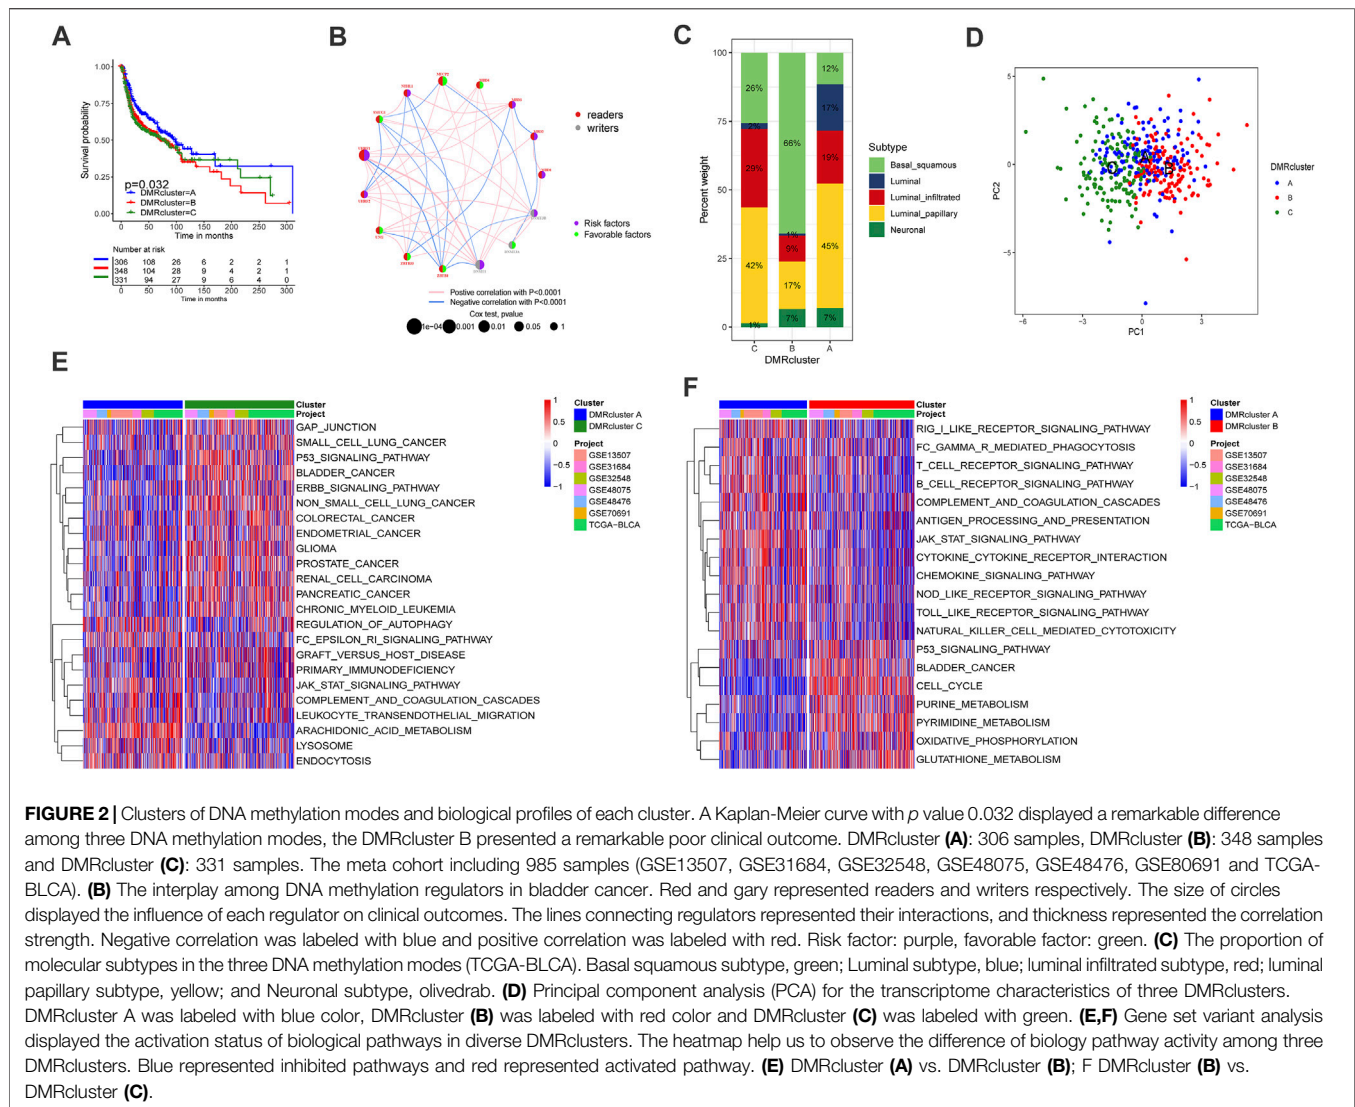 A
1.00
0.75
0.50
0.25
0.00
Survival probability
p=0.032
DMRcluster=A
DMRcluster=B
DMRcluster=C
0 50 100 150 200 250 300
Time in months
Number at risk
306 108 26 6 2 2 1
348 104 28 9 4 2 1
331 94 27 9 6 4 0
0 50 100 150 200 250 300
Time in months
B
readers
writers
Risk factors
Favorable factors
Postive correlation with P<0.0001
Negative correlation with P<0.0001
Cox test, pvalue
1e-04 0.001 0.01 0.05 1
C
100
75
50
25
0
Percent weight
26%
2%
29%
42%
1%
66%
1%
9%
17%
7%
12%
17%
19%
45%
7%
C B A
DMRcluster
Subtype
Basal_squamous
Luminal
Luminal_infiltrated
Luminal_papillary
Neuronal
D
5
0
−5
PC2
−6 −3 0 3
PC1
A
B
DMRcluster
A
B
C
E
Cluster
Project
GAP_JUNCTION
SMALL_CELL_LUNG_CANCER
P53_SIGNALING_PATHWAY
BLADDER_CANCER
ERBB_SIGNALING_PATHWAY
NON_SMALL_CELL_LUNG_CANCER
COLORECTAL_CANCER
ENDOMETRIAL_CANCER
GLIOMA
PROSTATE_CANCER
RENAL_CELL_CARCINOMA
PANCREATIC_CANCER
CHRONIC_MYELOID_LEUKEMIA
REGULATION_OF_AUTOPHAGY
FC_EPSILON_RI_SIGNALING_PATHWAY
GRAFT_VERSUS_HOST_DISEASE
PRIMARY_IMMUNODEFICIENCY
JAK_STAT_SIGNALING_PATHWAY
COMPLEMENT_AND_COAGULATION_CASCADES
LEUKOCYTE_TRANSENDOTHELIAL_MIGRATION
ARACHIDONIC_ACID_METABOLISM
LYSOSOME
ENDOCYTOSIS
1
0.5
0
−0.5
−1
Cluster
DMRcluster A
DMRcluster C
Project
GSE13507
GSE31684
GSE32548
GSE48075
GSE48476
GSE70691
TCGA−BLCA
F
Cluster
Project
RIG_I_LIKE_RECEPTOR_SIGNALING_PATHWAY
FC_GAMMA_R_MEDIATED_PHAGOCYTOSIS
T_CELL_RECEPTOR_SIGNALING_PATHWAY
B_CELL_RECEPTOR_SIGNALING_PATHWAY
COMPLEMENT_AND_COAGULATION_CASCADES
ANTIGEN_PROCESSING_AND_PRESENTATION
JAK_STAT_SIGNALING_PATHWAY
CYTOKINE_CYTOKINE_RECEPTOR_INTERACTION
CHEMOKINE_SIGNALING_PATHWAY
NOD_LIKE_RECEPTOR_SIGNALING_PATHWAY
TOLL_LIKE_RECEPTOR_SIGNALING_PATHWAY
NATURAL_KILLER_CELL_MEDIATED_CYTOTOXICITY
P53_SIGNALING_PATHWAY
BLADDER_CANCER
CELL_CYCLE
PURINE_METABOLISM
PYRIMIDINE_METABOLISM
OXIDATIVE_PHOSPHORYLATION
GLUTATHIONE_METABOLISM
1
0.5
0
−0.5
−1
Cluster
DMRcluster A
DMRcluster B
Project
GSE13507
GSE31684
GSE32548
GSE48075
GSE48476
GSE70691
TCGA−BLCA
FIGURE 2 | Clusters of DNA methylation modes and biological profiles of each cluster. A Kaplan-Meier curve with p value 0.032 displayed a remarkable difference
among three DNA methylation modes, the DMRcluster B presented a remarkable poor clinical outcome. DMRcluster (A): 306 samples, DMRcluster (B): 348 samples
and DMRcluster (C): 331 samples. The meta cohort including 985 samples (GSE13507, GSE31684, GSE32548, GSE48075, GSE48476, GSE80691 and TCGA-
BLCA). (B) The interplay among DNA methylation regulators in bladder cancer. Red and gary represented readers and writers respectively. The size of circles
displayed the influence of each regulator on clinical outcomes. The lines connecting regulators represented their interactions, and thickness represented the correlation
strength. Negative correlation was labeled with blue and positive correlation was labeled with red. Risk factor: purple, favorable factor: green. (C) The proportion of
molecular subtypes in the three DNA methylation modes (TCGA-BLCA). Basal squamous subtype, green; Luminal subtype, blue; luminal infiltrated subtype, red; luminal
papillary subtype, yellow; and Neuronal subtype, olivedrab. (D) Principal component analysis (PCA) for the transcriptome characteristics of three DMRclusters.
DMRcluster A was labeled with blue color, DMRcluster (B) was labeled with red color and DMRcluster (C) was labeled with green. (E,F) Gene set variant analysis
displayed the activation status of biological pathways in diverse DMRclusters. The heatmap help us to observe the difference of biology pathway activity among three
DMRclusters. Blue represented inhibited pathways and red represented activated pathway. (E) DMRcluster (A) vs. DMRcluster (B); F DMRcluster (B) vs.
DMRcluster (C).